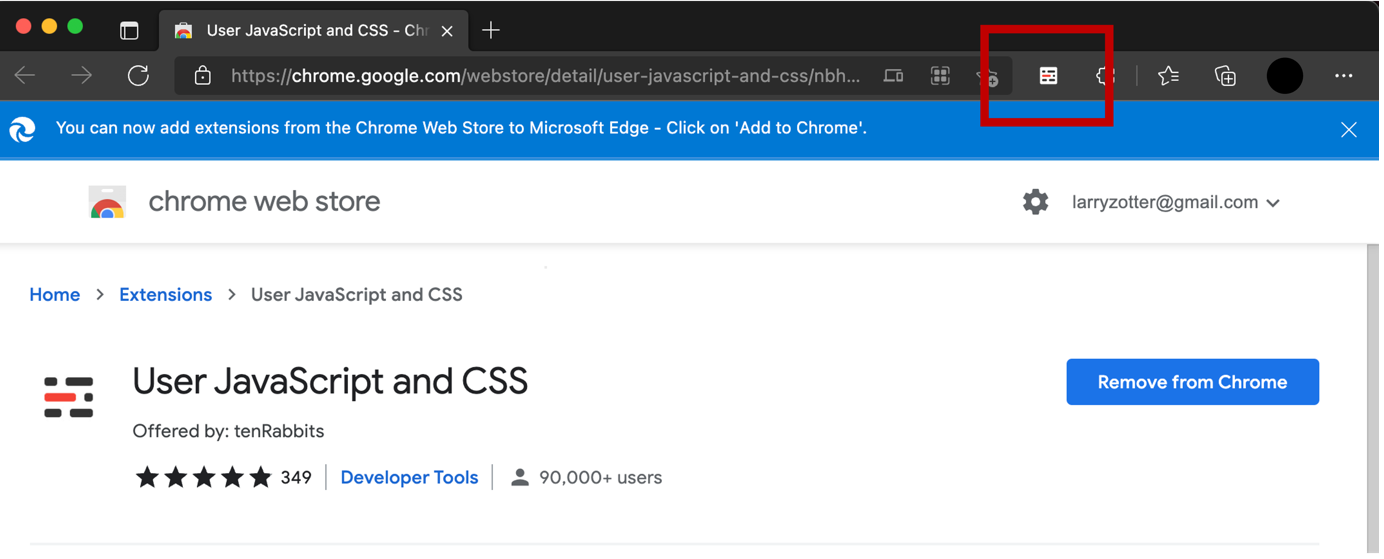 User JavaScript and CSS - Chr
https://chrome.google.com/webstore/detail/user-javascript-and-css/nbh...
You can now add extensions from the Chrome Web Store to Microsoft Edge - Click on 'Add to Chrome'.
chrome web store
larryzotter@gmail.com
Home > Extensions > User JavaScript and CSS
User JavaScript and CSS
Remove from Chrome
Offered by: tenRabbits
349
Developer Tools
90,000+ users